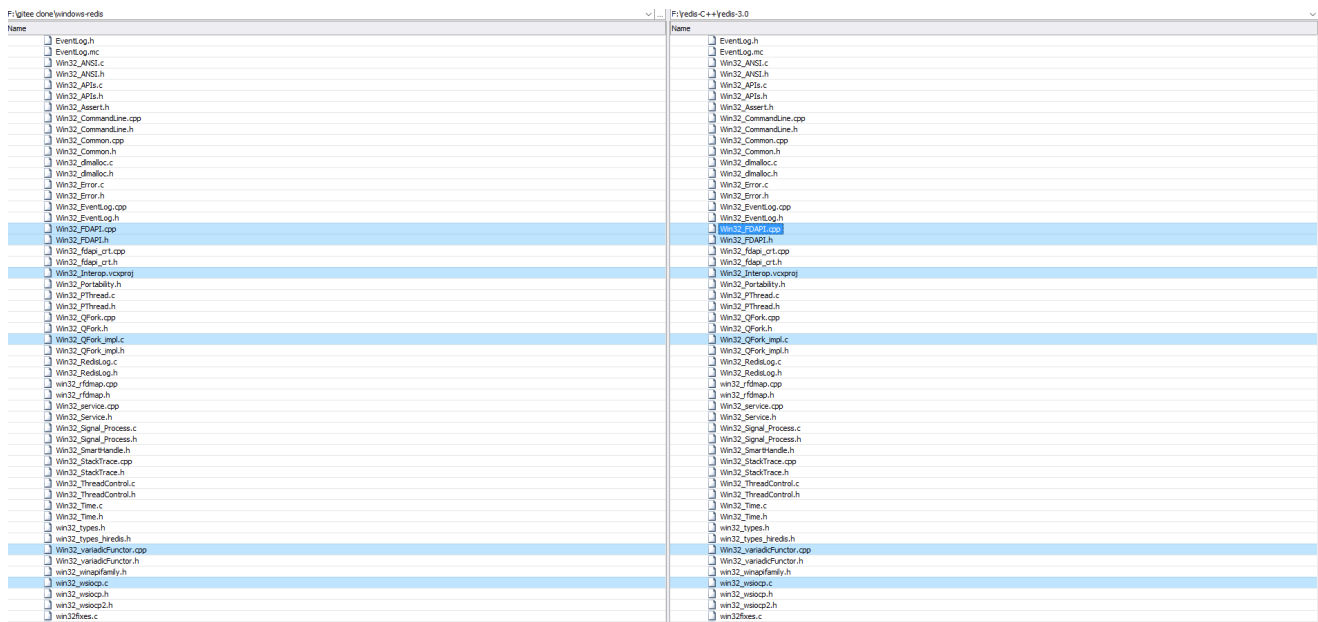 F:\gitee clone\windows-redis ... F:\redis-C++\redis-3.0
Name Name
EventLog.h EventLog.h
EventLog.mc EventLog.mc
Win32_ANSI.c Win32_ANSI.c
Win32_ANSI.h Win32_ANSI.h
Win32_APIs.c Win32_APIs.c
Win32_APIs.h Win32_APIs.h
Win32_Assert.h Win32_Assert.h
Win32_CommandLine.cpp Win32_CommandLine.cpp
Win32_CommandLine.h Win32_CommandLine.h
Win32_Common.cpp Win32_Common.cpp
Win32_Common.h Win32_Common.h
Win32_dlmalloc.c Win32_dlmalloc.c
Win32_dlmalloc.h Win32_dlmalloc.h
Win32_Error.c Win32_Error.c
Win32_Error.h Win32_Error.h
Win32_EventLog.cpp Win32_EventLog.cpp
Win32_EventLog.h Win32_EventLog.h
Win32_FDAPI.cpp Win32_FDAPI.cpp
Win32_FDAPI.h Win32_FDAPI.h
Win32_fdapi_crt.cpp Win32_fdapi_crt.cpp
Win32_fdapi_crt.h Win32_fdapi_crt.h
Win32_Interop.vcxproj Win32_Interop.vcxproj
Win32_Portability.h Win32_Portability.h
Win32_PThread.c Win32_PThread.c
Win32_PThread.h Win32_PThread.h
Win32_QFork.cpp Win32_QFork.cpp
Win32_QFork.h Win32_QFork.h
Win32_QFork_impl.c Win32_QFork_impl.c
Win32_QFork_impl.h Win32_QFork_impl.h
Win32_RedisLog.c Win32_RedisLog.c
Win32_RedisLog.h Win32_RedisLog.h
win32_rfdmap.cpp win32_rfdmap.cpp
win32_rfdmap.h win32_rfdmap.h
Win32_service.cpp Win32_service.cpp
Win32_Service.h Win32_Service.h
Win32_Signal_Process.c Win32_Signal_Process.c
Win32_Signal_Process.h Win32_Signal_Process.h
Win32_SmartHandle.h Win32_SmartHandle.h
Win32_StackTrace.cpp Win32_StackTrace.cpp
Win32_StackTrace.h Win32_StackTrace.h
Win32_ThreadControl.c Win32_ThreadControl.c
Win32_ThreadControl.h Win32_ThreadControl.h
Win32_Time.c Win32_Time.c
Win32_Time.h Win32_Time.h
win32_types.h win32_types.h
win32_types_hiredis.h win32_types_hiredis.h
Win32_variadicFunctor.cpp Win32_variadicFunctor.cpp
Win32_variadicFunctor.h Win32_variadicFunctor.h
win32_winapifamily.h win32_winapifamily.h
win32_wsiocp.c win32_wsiocp.c
win32_wsiocp.h win32_wsiocp.h
win32_wsiocp2.h win32_wsiocp2.h
win32fixes.c win32fixes.c